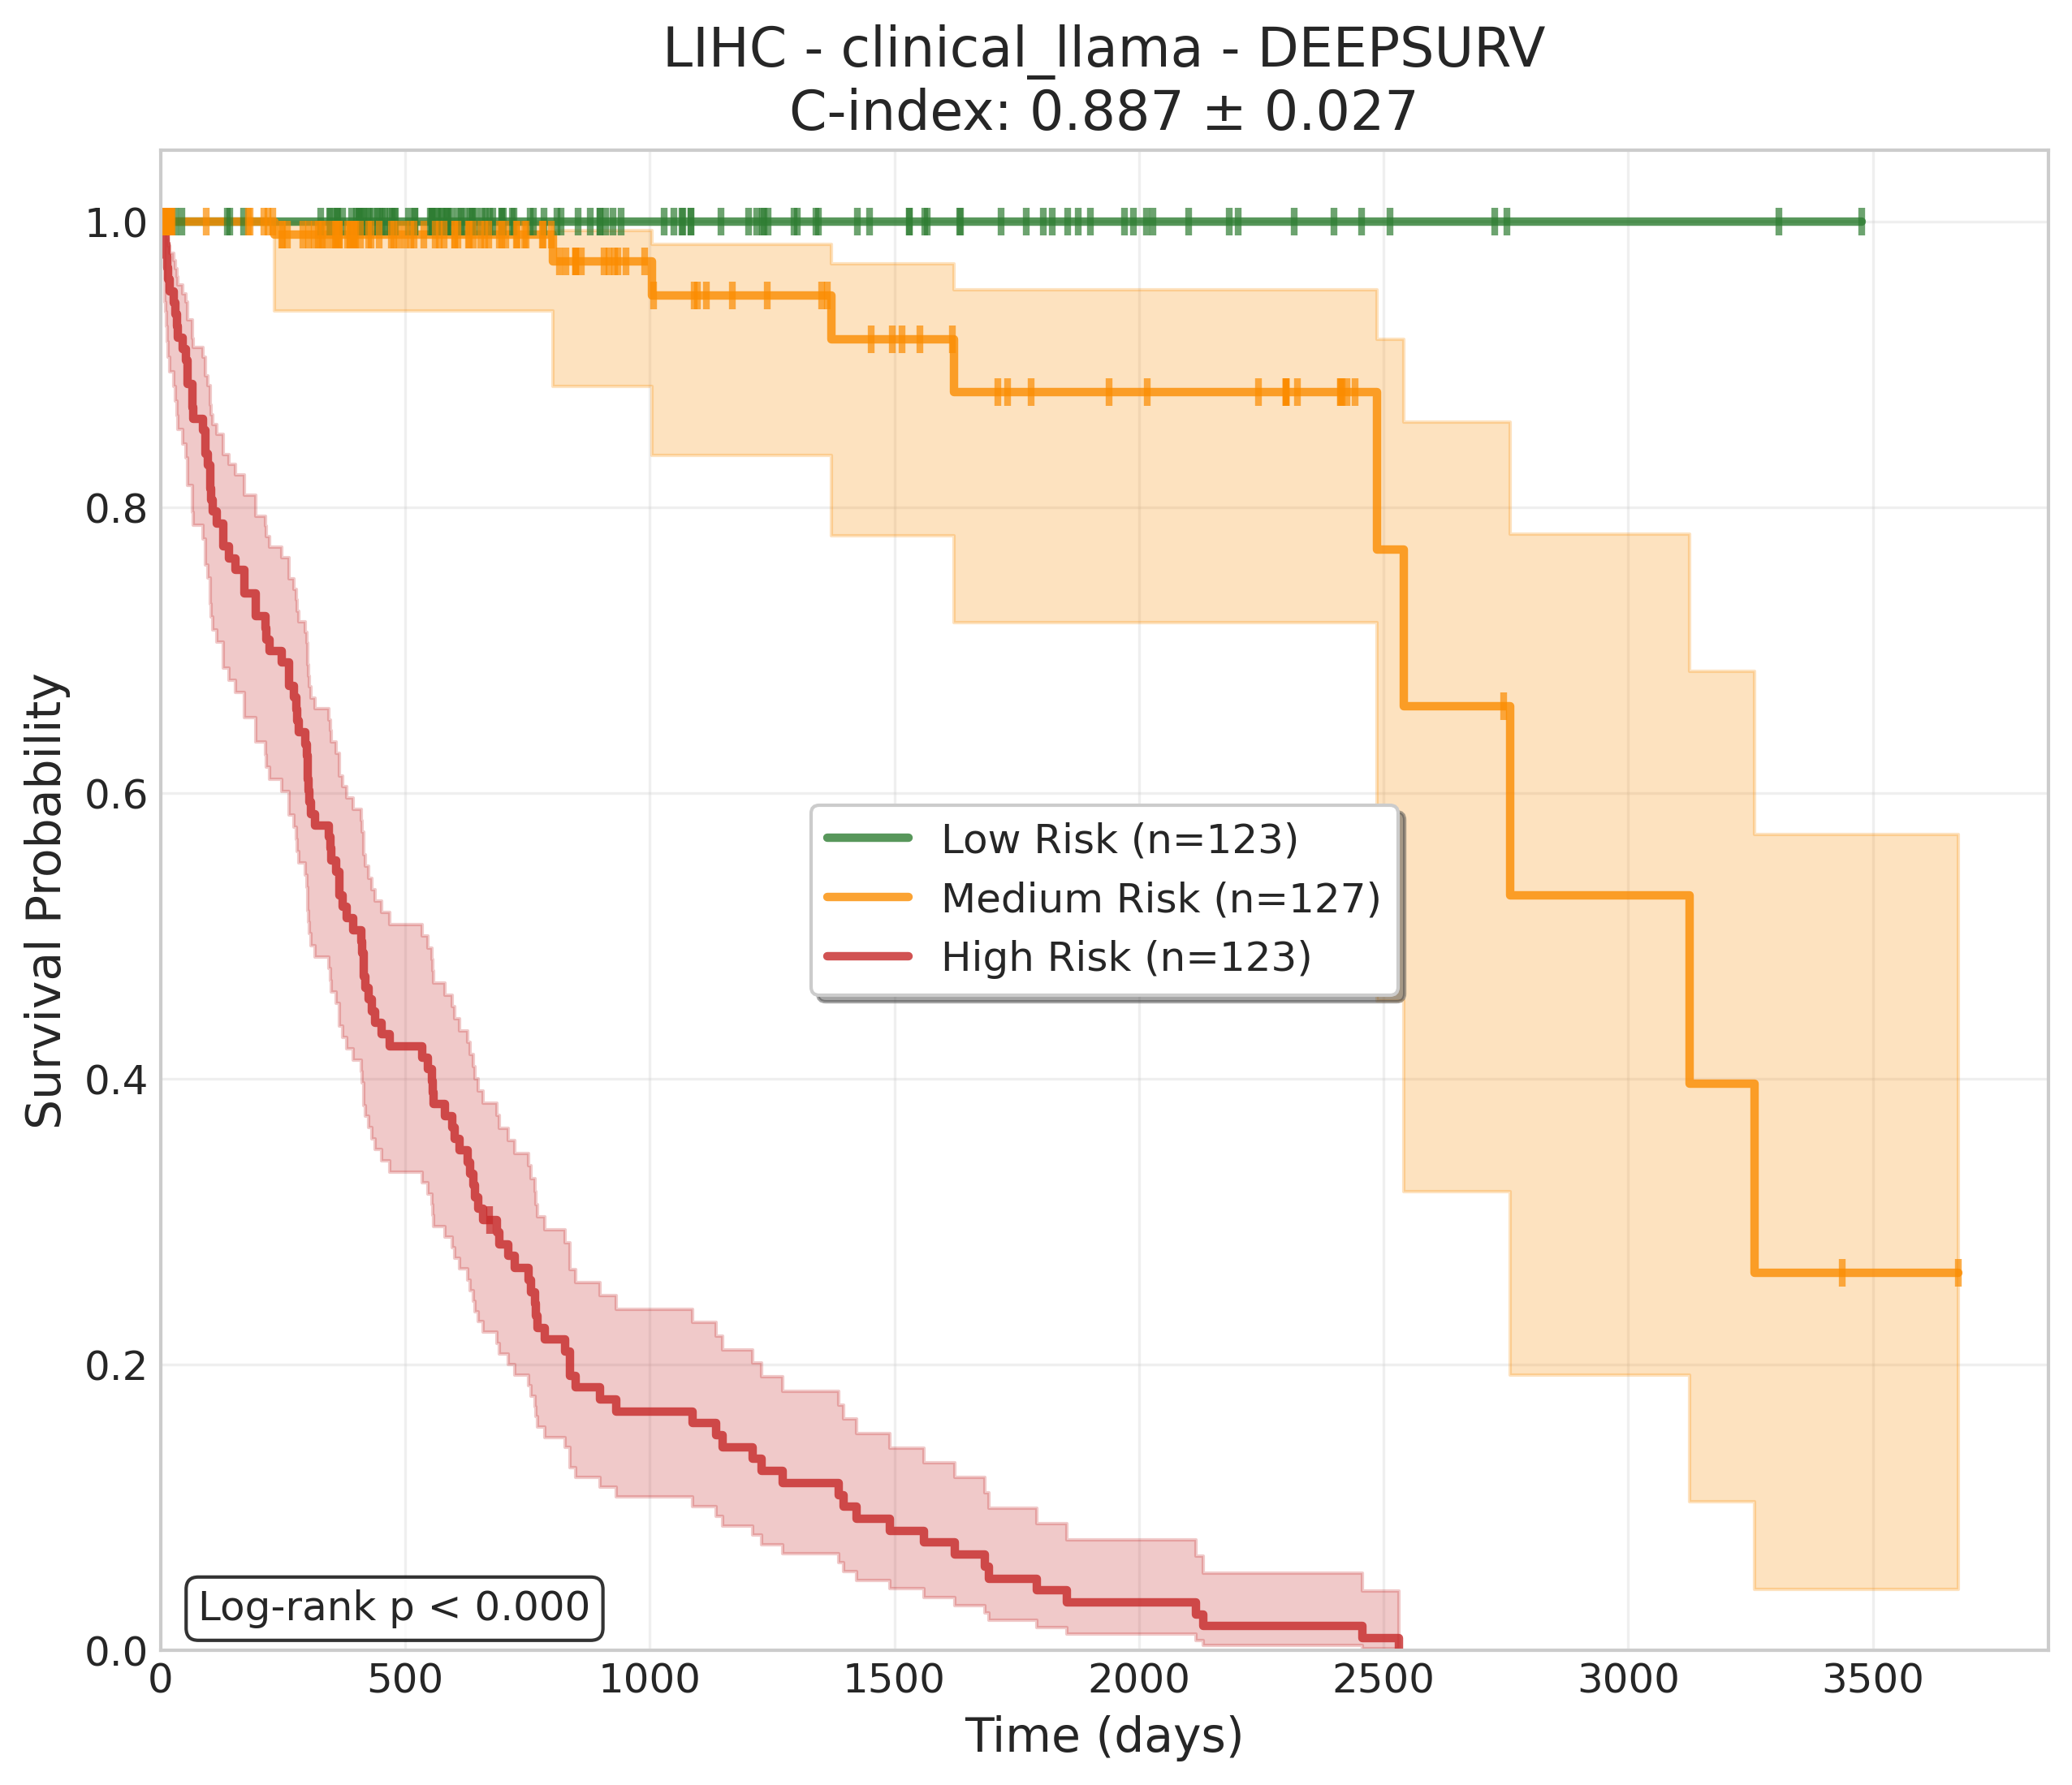 LIHC - clinical_llama - DEEPSURV
C-index: 0.887 ± 0.027
Survival Probability
1.0
0.8
0.6
0.4
0.2
0.0
Low Risk (n=123)
Medium Risk (n=127)
High Risk (n=123)
Log-rank p < 0.000
0 500 1000 1500 2000 2500 3000 3500
Time (days)